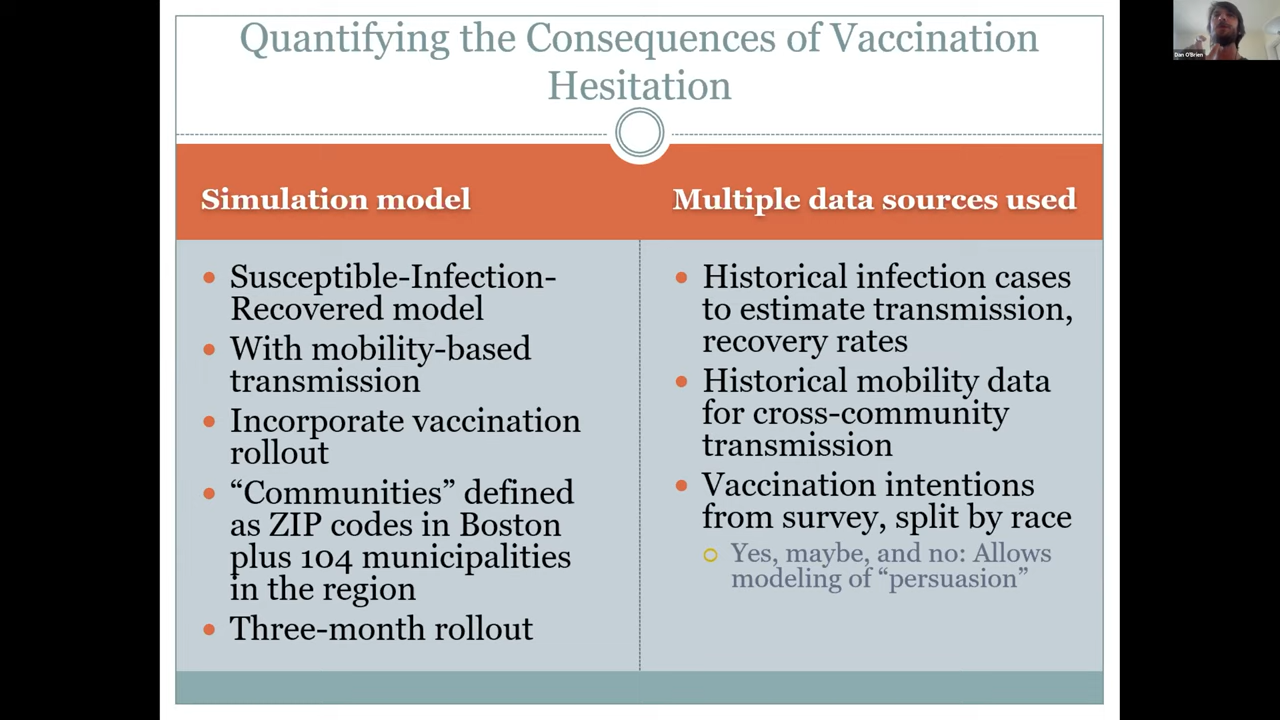 Quantifying the Consequences of Vaccination
Hesitation
Simulation model
Susceptible-Infection-
Recovered model
With mobility-based
transmission
Incorporate vaccination
rollout
“Communities” defined
as ZIP codes in Boston
plus 104 municipalities
in the region
Three-month rollout
Multiple data sources used
Historical infection cases
to estimate transmission,
recovery rates
Historical mobility data
for cross-community
transmission
Vaccination intentions
from survey, split by race
Yes, maybe, and no: Allows
modeling of “persuasion”
Dan O'Brien